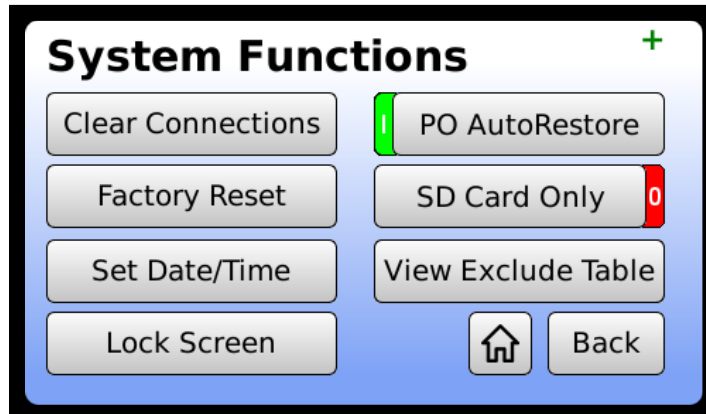 System Functions
+
Clear Connections
I PO AutoRestore
Factory Reset
SD Card Only 0
Set Date/Time
View Exclude Table
Lock Screen
Back